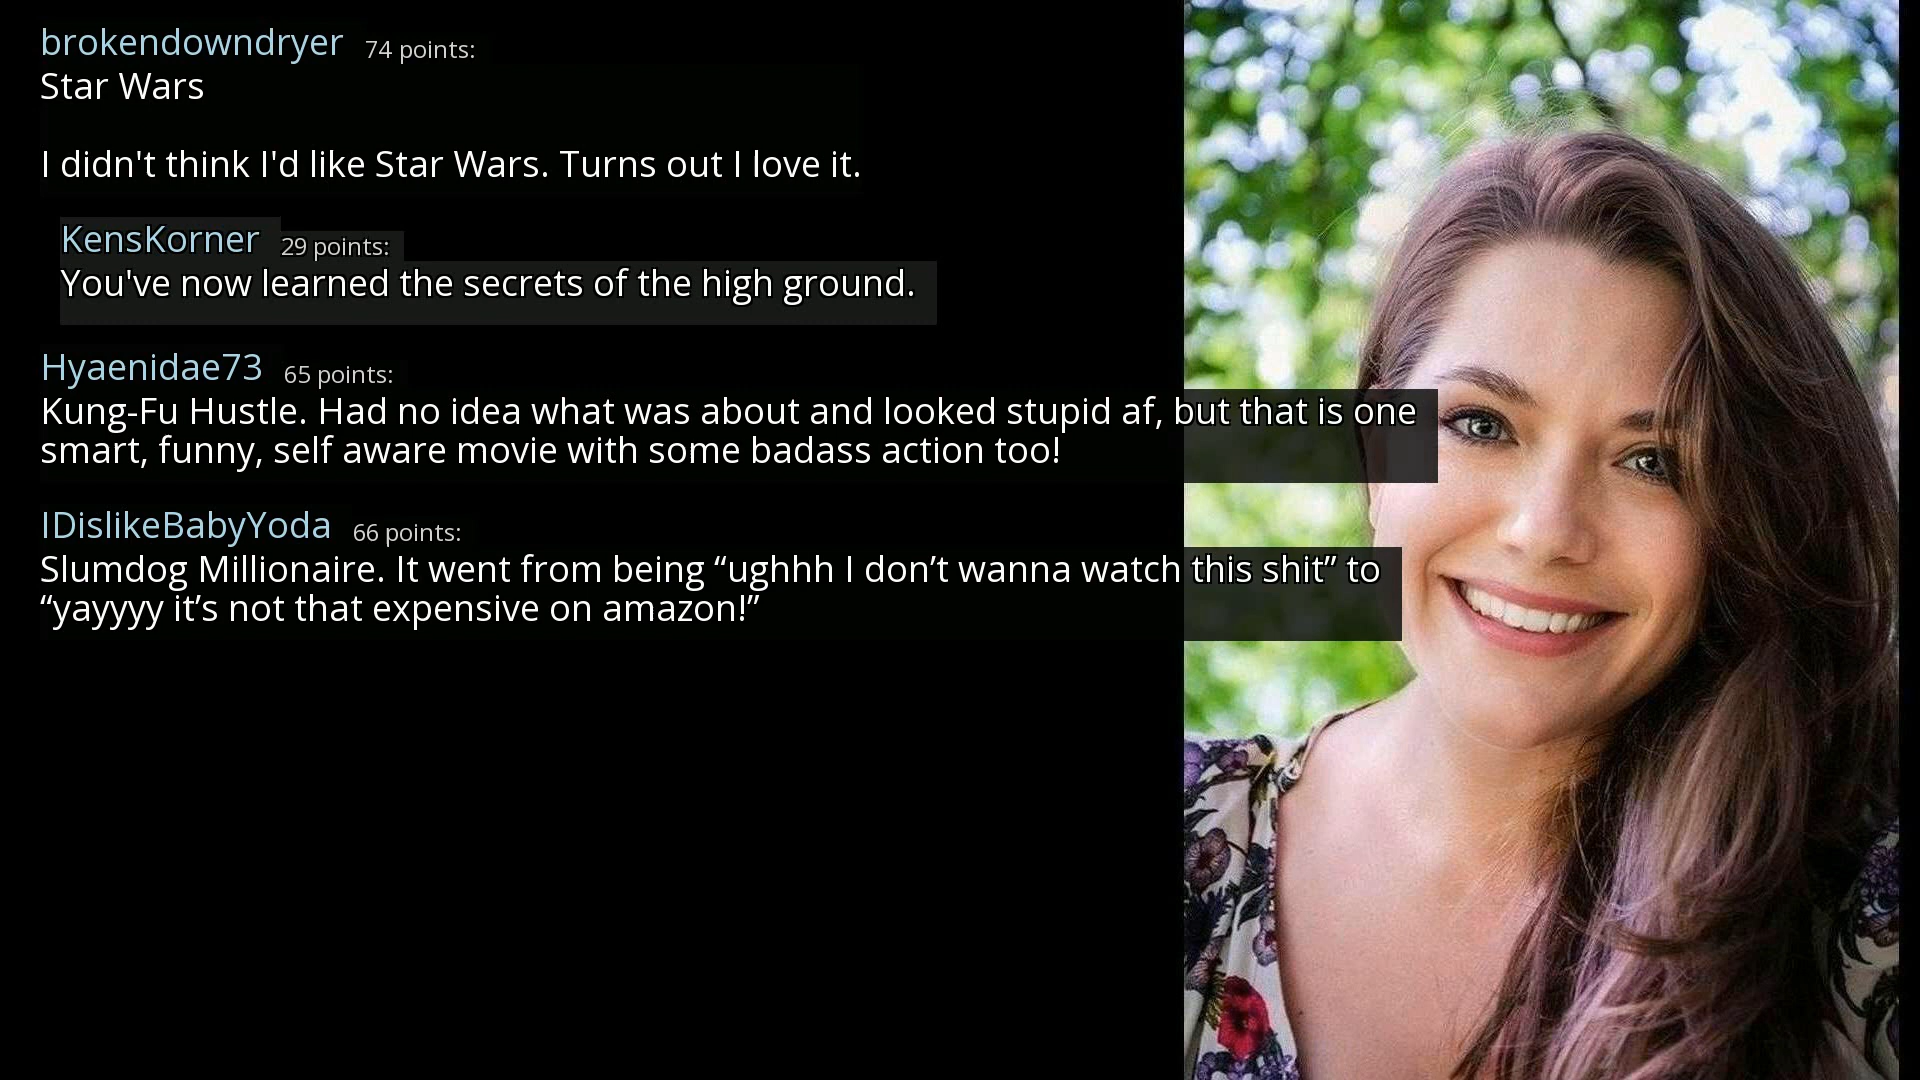 brokendowndryer 74 points:
Star Wars
I didn't think I'd like Star Wars. Turns out I love it.
KensKorner 29 points:
You've now learned the secrets of the high ground.
Hyaenidae73 65 points:
Kung-Fu Hustle. Had no idea what was about and looked stupid af, but that is one
smart, funny, self aware movie with some badass action too!
IDislikeBabyYoda 66 points:
Slumdog Millionaire. It went from being “ughhh I don’t wanna watch this shit” to
“yayyyy it’s not that expensive on amazon!”